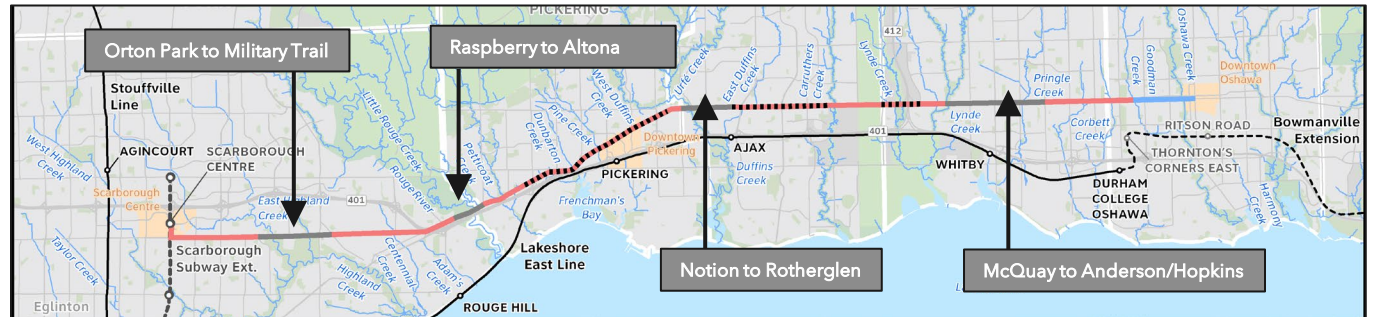 PICKERING
Orton Park to Military Trail
Raspberry to Altona
412
Oshawa Creek
Goodman Creek
Downtown
Oshawa
Stouffville
Line
Little Rouge Creek
West Duffins
Creek
Urfé Creek
East Duffins
Creek
Carruthers
Creek
Lynde Creek
Pringle
Creek
Pine Creek
Dunbarton
Creek
Lynde
Creek
Corbett
Creek
RITSON ROAD
Bowmanville
Extension
West Highland
Creek
AGINCOURT
SCARBOROUGH
CENTRE
Petticoat
Creek
Downtown
Pickering
AJAX
401
THORNTON'S
CORNERS EAST
PICKERING
Duffins
Creek
WHITBY
DURHAM
COLLEGE
OSHAWA
Scarborough
Centre
East Highland
Creek
401
Rouge River
Frenchman's
Bay
Harmony
Creek
Taylor Creek
Scarborough
Subway Ext.
Highland
Creek
Centennial
Creek
Adam's
Creek
Lakeshore
East Line
Notion to Rotherglen
McQuay to Anderson/Hopkins
Eglinton
ROUGE HILL